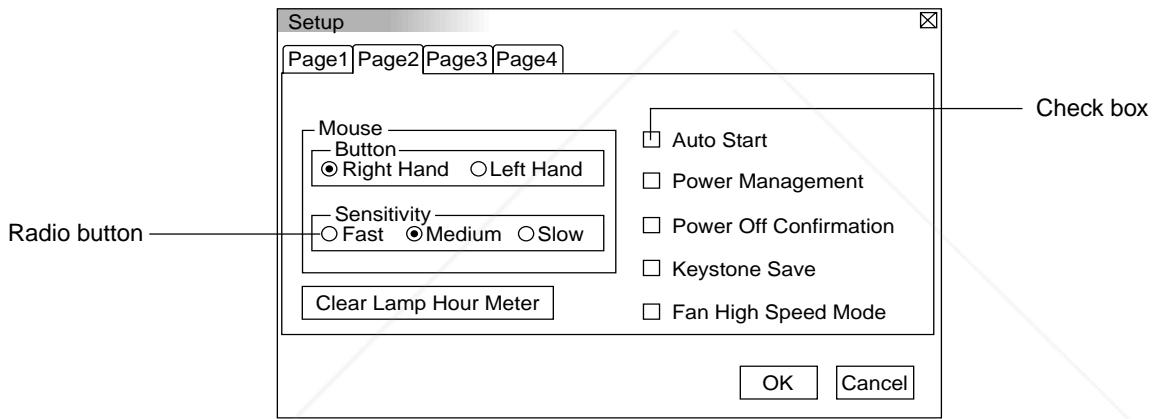 Setup
Page1 Page2 Page3 Page4
Check box
Mouse
Button
Right Hand Left Hand
Sensitivity
Fast Medium Slow
Radio button
Clear Lamp Hour Meter
Auto Start
Power Management
Power Off Confirmation
Keystone Save
Fan High Speed Mode
OK Cancel